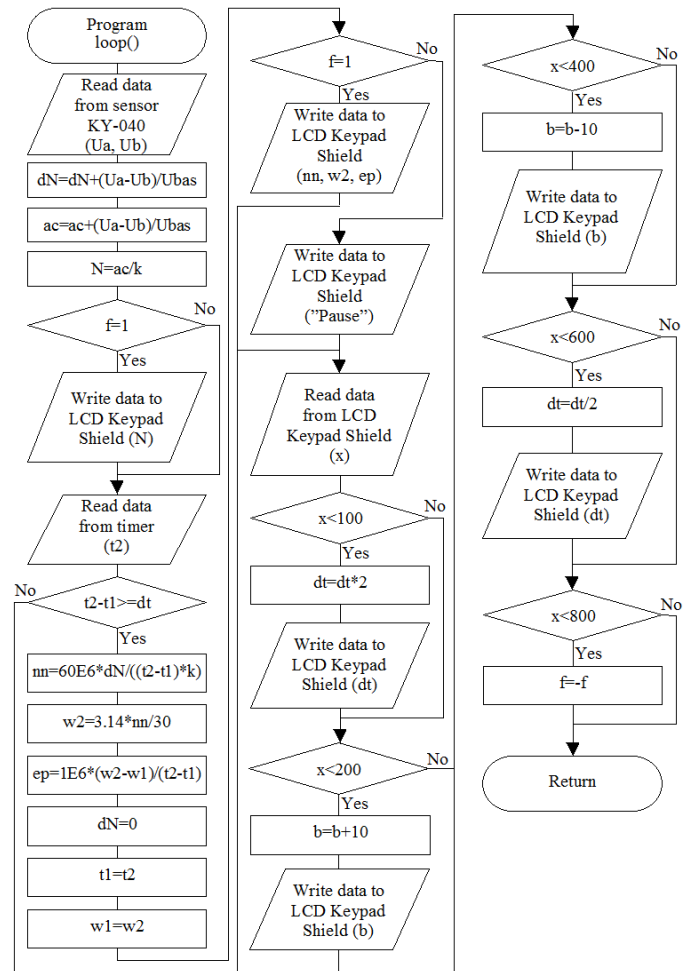 Program
loop()
Read data
from sensor
KY-040
(Ua, Ub)
dN=dN+(Ua-Ub)/Ubas
ac=ac+(Ua-Ub)/Ubas
N=ac/k
No
f=1
Yes
Write data to
LCD Keypad
Shield (N)
Read data
from timer
(t2)
No
t2-t1>=dt
Yes
nn=60E6*dN/((t2-t1)*k)
w2=3.14*nn/30
ep=1E6*(w2-w1)/(t2-t1)
dN=0
t1=t2
w1=w2
No
f=1
Yes
Write data to
LCD Keypad
Shield
(nn, w2, ep)
Write data to
LCD Keypad
Shield
("Pause")
Read data
from LCD
Keypad Shield
(x)
No
x<100
Yes
dt=dt*2
Write data to
LCD Keypad
Shield (dt)
No
x<200
Yes
b=b+10
Write data to
LCD Keypad
Shield (b)
No
x<400
Yes
b=b-10
Write data to
LCD Keypad
Shield (b)
No
x<600
Yes
dt=dt/2
Write data to
LCD Keypad
Shield (dt)
No
x<800
Yes
f=-f
Return